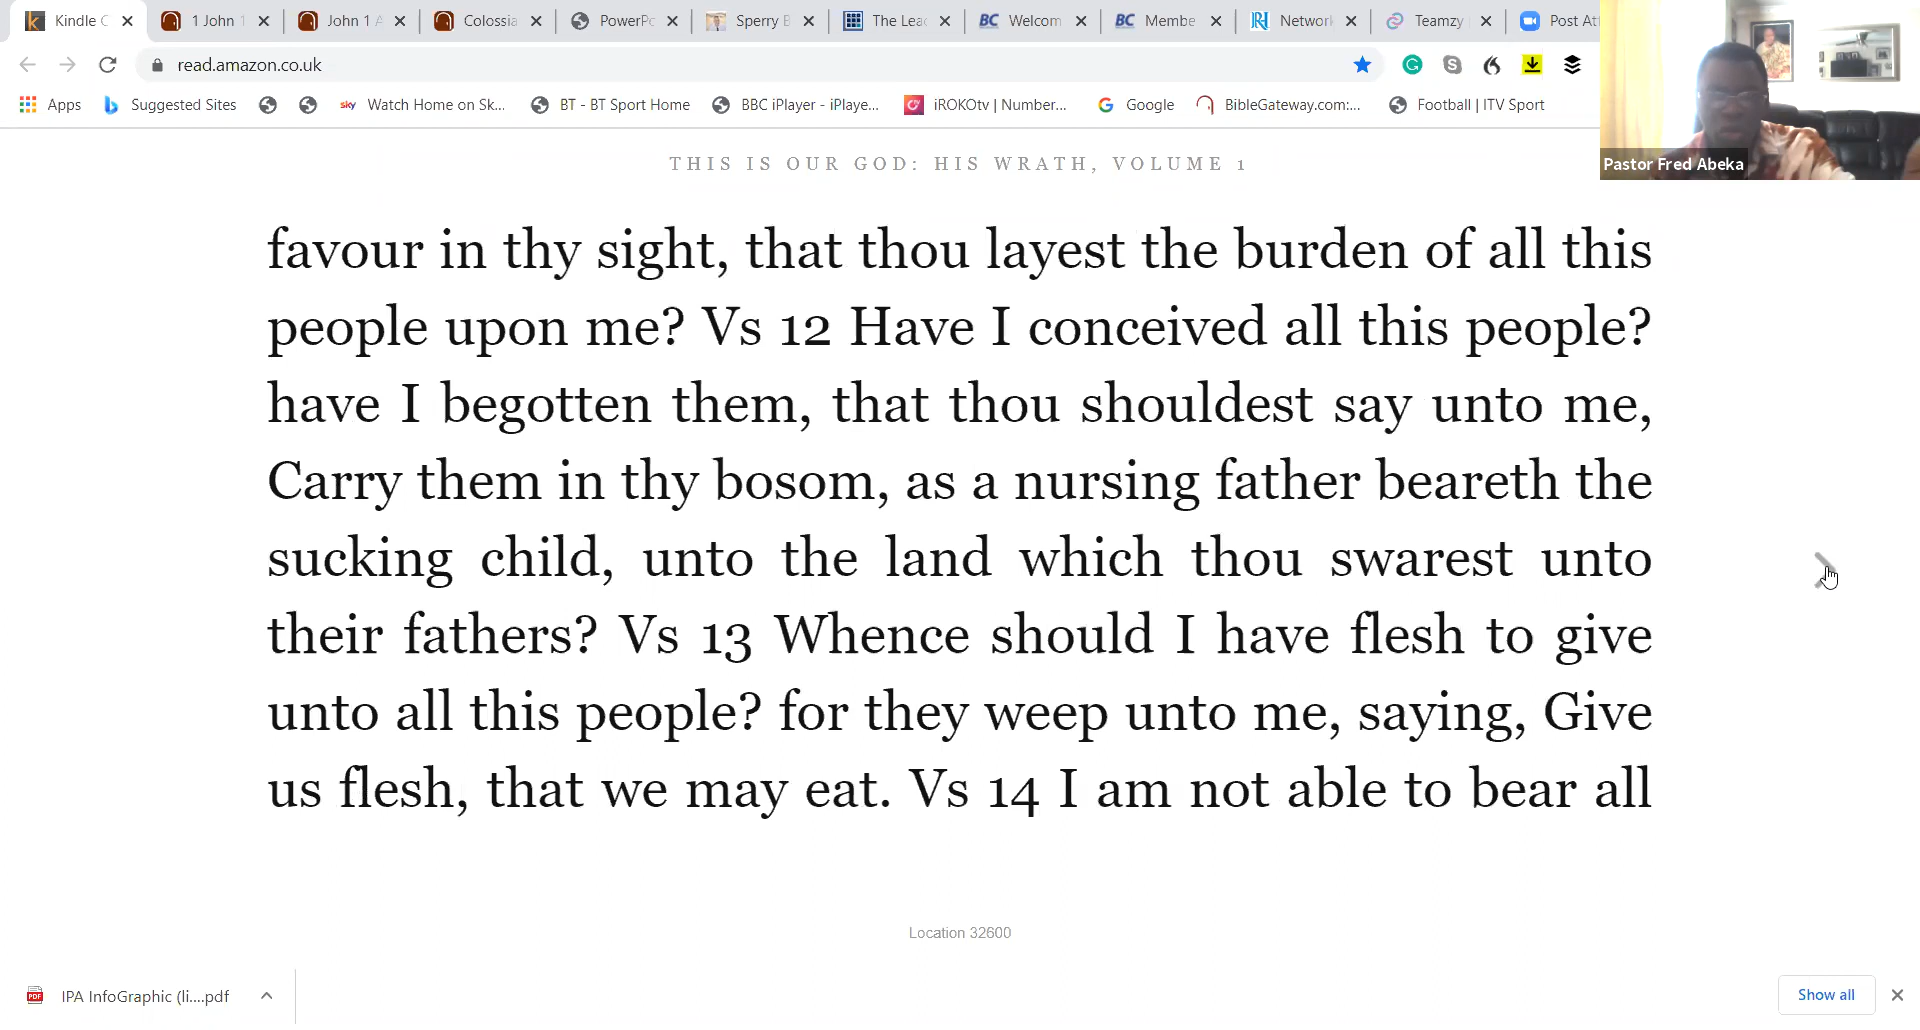 Kindle C
1 John 1
John 1 A
Colossia
PowerPo
Sperry B
The Lea
BC Welcom
BC Membe
Network
Teamzy
Post Att
read.amazon.co.uk
Apps
Suggested Sites
sky Watch Home on Sk...
BT - BT Sport Home
BBC iPlayer - iPlaye...
iROKOtv | Number...
Google
BibleGateway.com:...
Football | ITV Sport
Pastor Fred Abeka
THIS IS OUR GOD: HIS WRATH, VOLUME 1
favour in thy sight, that thou layest the burden of all this
people upon me? Vs 12 Have I conceived all this people?
have I begotten them, that thou shouldest say unto me,
Carry them in thy bosom, as a nursing father beareth the
sucking child, unto the land which thou swarest unto
their fathers? Vs 13 Whence should I have flesh to give
unto all this people? for they weep unto me, saying, Give
us flesh, that we may eat. Vs 14 I am not able to bear all
Location 32600
PDF IPA InfoGraphic (li....pdf
Show all